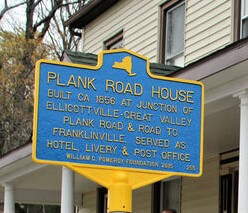 PLANK ROAD HOUSE
BUILT CA 1856 AT JUNCTION OF
ELLICOTTVILLE-GREAT VALLEY
PLANK ROAD & ROAD TO
FRANKLINVILLE. SERVED AS
HOTEL, LIVERY & POST OFFICE
WILLIAM G. POMEROY FOUNDATION 2015